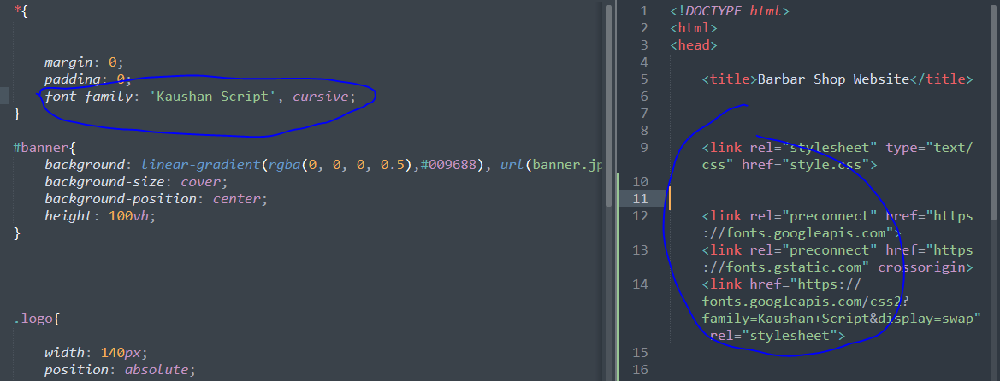 *{
margin: 0;
padding: 0;
font-family: 'Kaushan Script', cursive;
}
#banner{
background: linear-gradient(rgba(0, 0, 0, 0.5),#009688), url(banner.jp
background-size: cover;
background-position: center;
height: 100vh;
}
.logo{
width: 140px;
position: absolute;
1 <!DOCTYPE html>
2 <html>
3 <head>
4
5 <title>Barbar Shop Website</title>
6
7
8
9 <link rel="stylesheet" type="text/
css" href="style.css">
10
11
12 <link rel="preconnect" href="https
://fonts.googleapis.com">
13 <link rel="preconnect" href="https
://fonts.gstatic.com" crossorigin>
14 <link href="https://
fonts.googleapis.com/css2?
family=Kaushan+Script&display=swap"
rel="stylesheet">
15
16